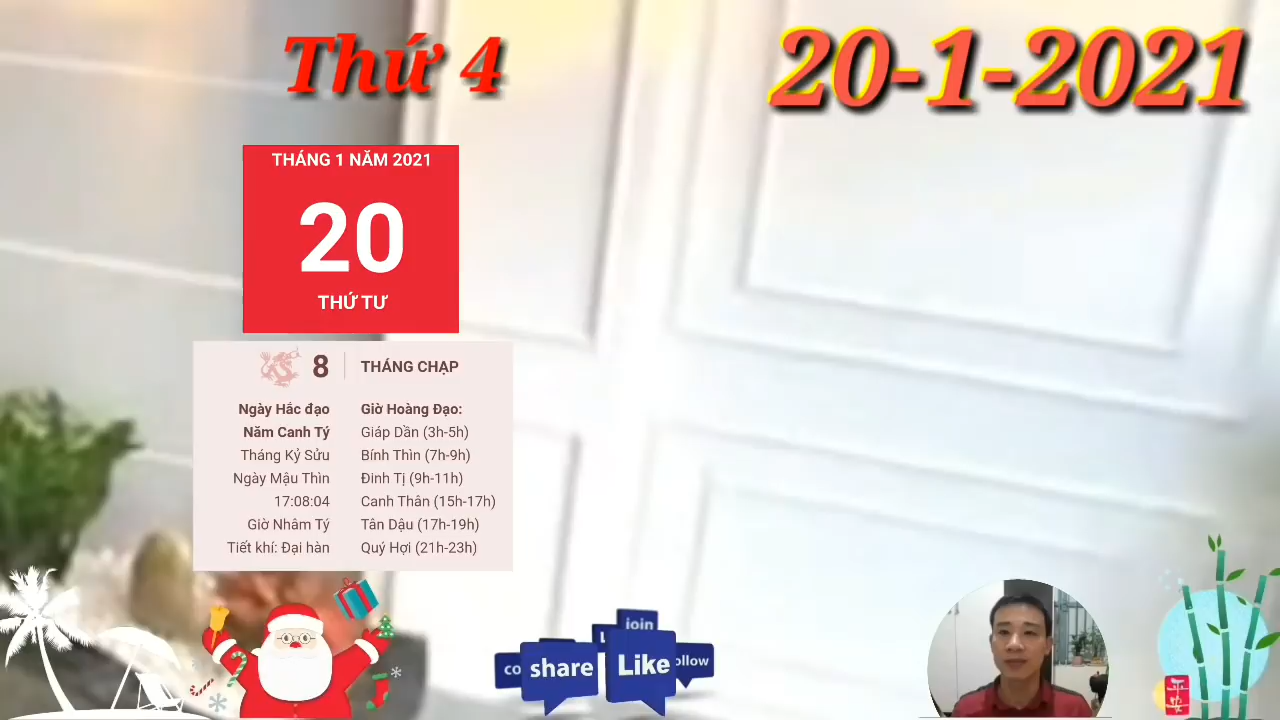 Thứ 4
20-1-2021
THÁNG 1 NĂM 2021
20
THỨ TƯ
8
THÁNG CHẠP
Ngày Hắc đạo
Năm Canh Tý
Tháng Kỷ Sửu
Ngày Mậu Thìn
17:08:04
Giờ Nhâm Tý
Tiết khí: Đại hàn
Giờ Hoàng Đạo:
Giáp Dần (3h-5h)
Bính Thìn (7h-9h)
Đinh Tị (9h-11h)
Canh Thân (15h-17h)
Tân Dậu (17h-19h)
Quý Hợi (21h-23h)
join
co
share
Like
ollow
平安